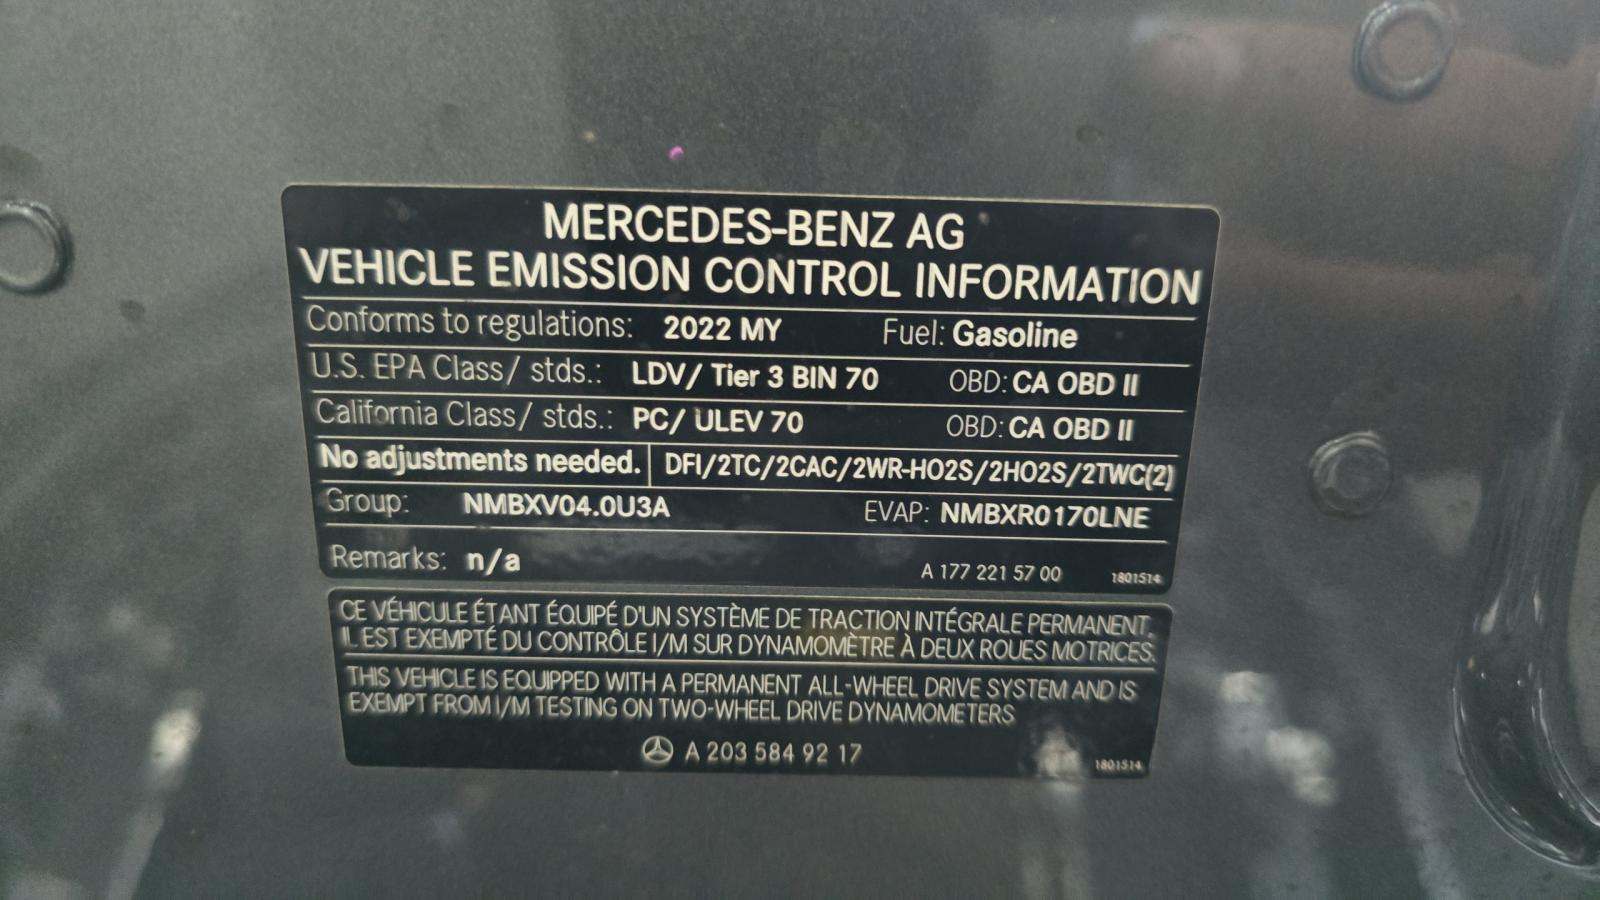 MERCEDES-BENZ AG
VEHICLE EMISSION CONTROL INFORMATION
Conforms to regulations: 2022 MY Fuel: Gasoline
U.S. EPA Class/ stds.: LDV/ Tier 3 BIN 70 OBD: CA OBD II
California Class/ stds.: PC/ ULEV 70 OBD: CA OBD II
No adjustments needed. DFI/2TC/2CAC/2WR-HO2S/2HO2S/2TWC(2)
Group: NMBXV04.0U3A EVAP: NMBXR0170LNE
Remarks: n/a A 177 221 57 00 1801514
CE VÉHICULE ÉTANT ÉQUIPÉ D'UN SYSTÈME DE TRACTION INTÉGRALE PERMANENT,
IL EST EXEMPTÉ DU CONTRÔLE I/M SUR DYNAMOMÈTRE À DEUX ROUES MOTRICES.
THIS VEHICLE IS EQUIPPED WITH A PERMANENT ALL-WHEEL DRIVE SYSTEM AND IS
EXEMPT FROM I/M TESTING ON TWO-WHEEL DRIVE DYNAMOMETERS
A 203 584 92 17 1801514